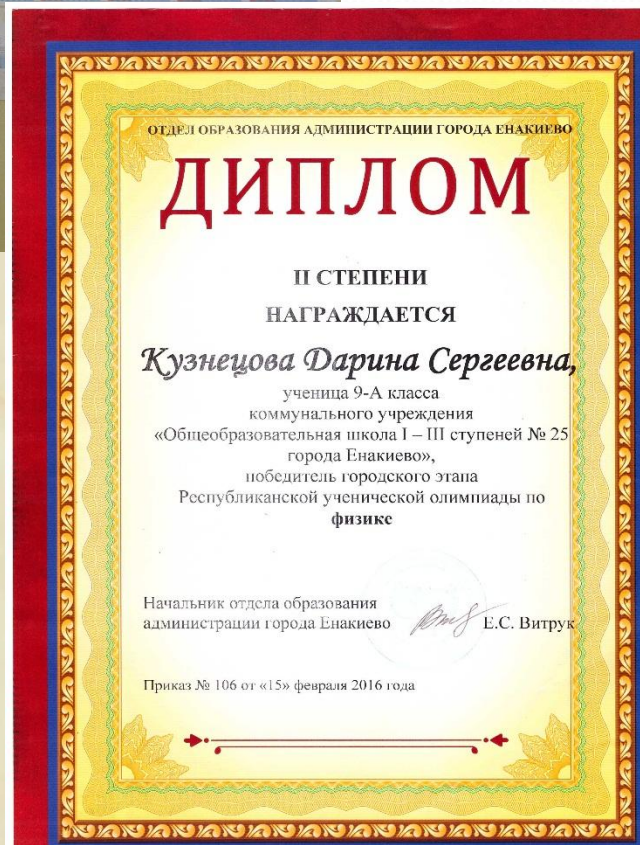 ОТДЕЛ ОБРАЗОВАНИЯ АДМИНИСТРАЦИИ ГОРОДА ЕНАКИЕВО
ДИПЛОМ
II СТЕПЕНИ
НАГРАЖДАЕТСЯ
Кузнецова Дарина Сергеевна,
ученица 9-А класса
коммунального учреждения
«Общеобразовательная школа I – III ступеней № 25
города Енакиево»,
победитель городского этапа
Республиканской ученической олимпиады по
физике
Начальник отдела образования
администрации города Енакиево Е.С. Витрук
Приказ № 106 от «15» февраля 2016 года